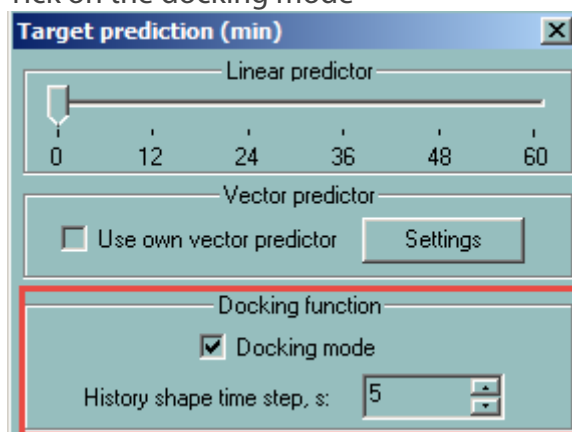 Tick on the docking mode
Target prediction (min)
Linear predictor
0 12 24 36 48 60
Vector predictor
Use own vector predictor Settings
Docking function
Docking mode
History shape time step, s: 5